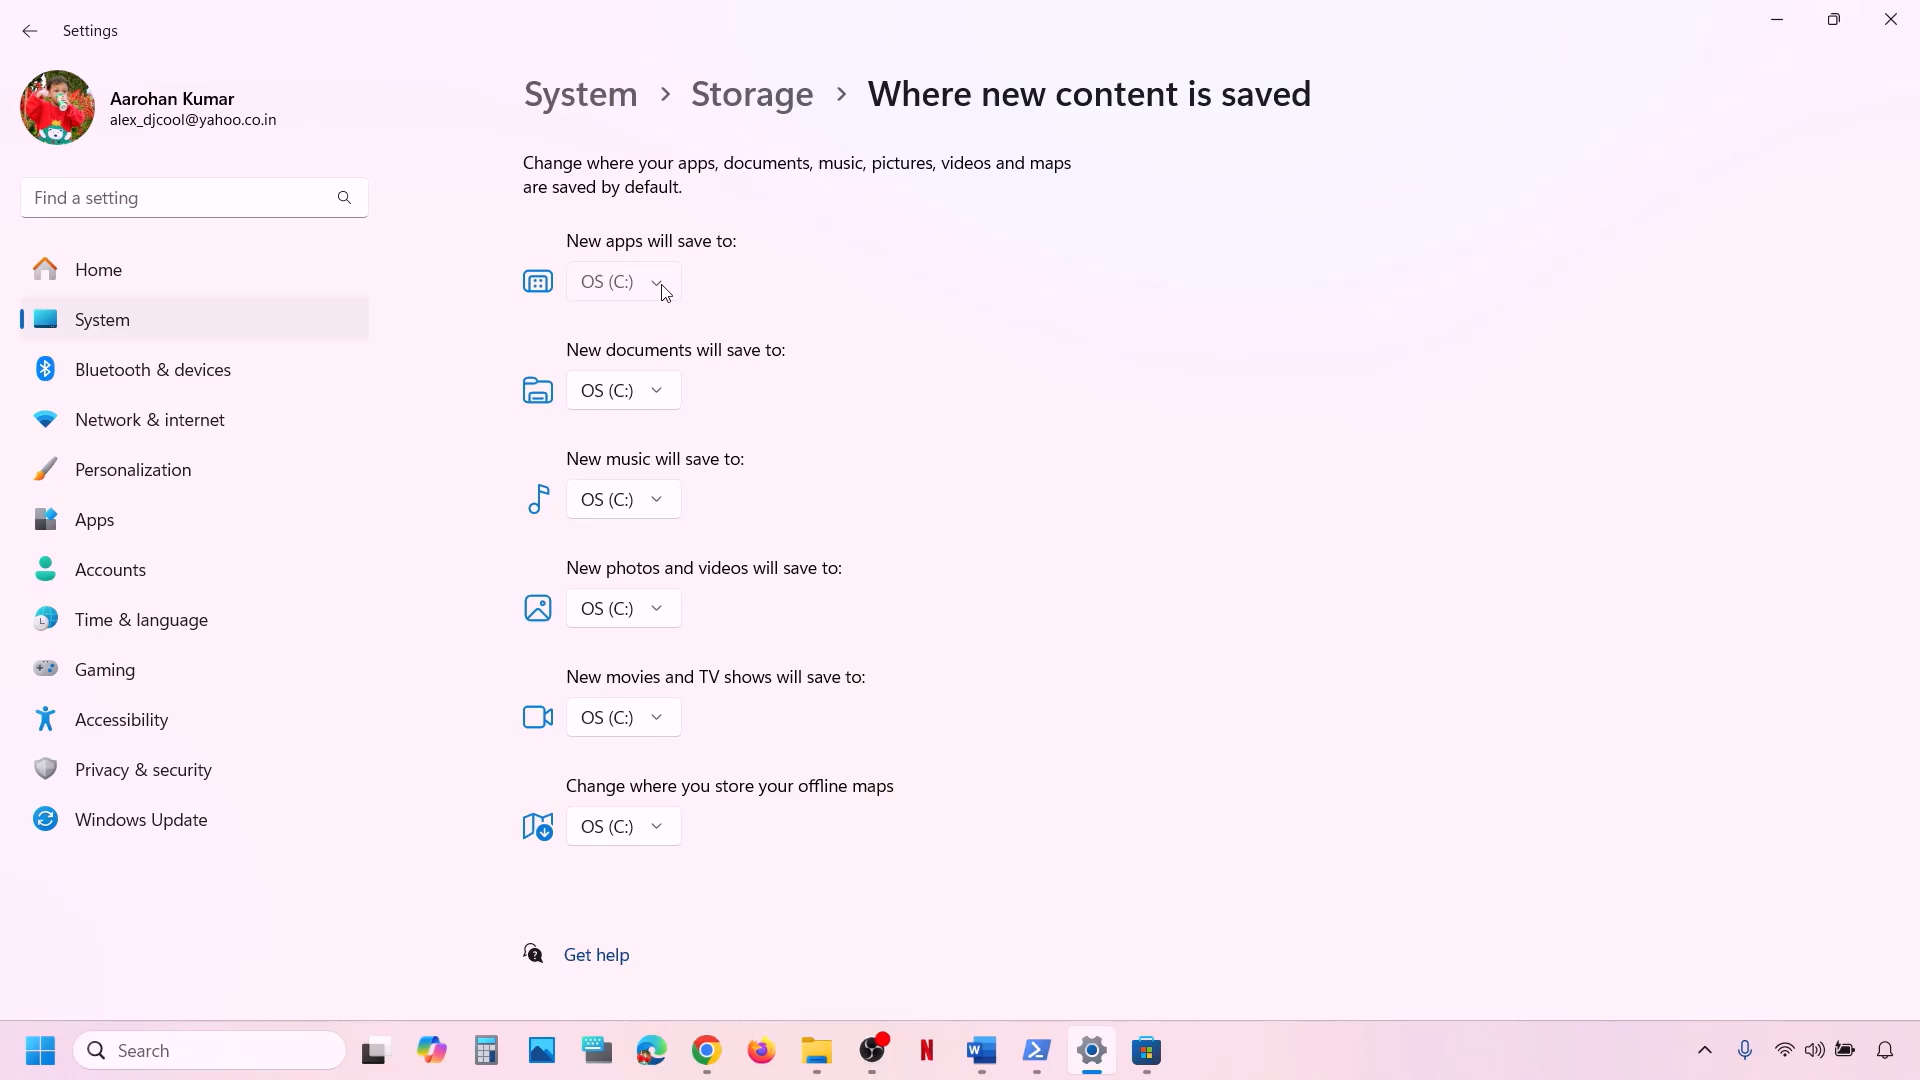 Settings
Aarohan Kumar
alex_djcool@yahoo.co.in
Find a setting
Home
System
Bluetooth & devices
Network & internet
Personalization
Apps
Accounts
Time & language
Gaming
Accessibility
Privacy & security
Windows Update
System > Storage > Where new content is saved
Change where your apps, documents, music, pictures, videos and maps
are saved by default.
New apps will save to:
OS (C:)
New documents will save to:
OS (C:)
New music will save to:
OS (C:)
New photos and videos will save to:
OS (C:)
New movies and TV shows will save to:
OS (C:)
Change where you store your offline maps
OS (C:)
Get help
Search